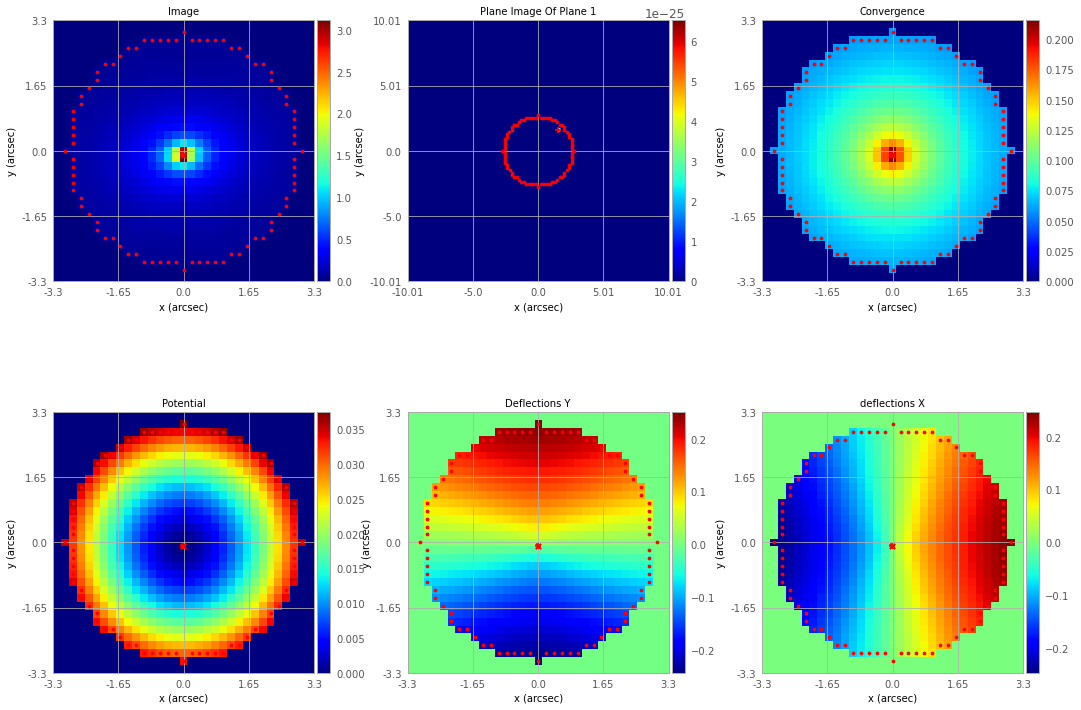 Image
Plane Image Of Plane 1
Convergence
1e−25
3.3
1.65
0.0
-1.65
-3.3
y (arcsec)
-3.3 -1.65 0.0 1.65 3.3
x (arcsec)
3.0
2.5
2.0
1.5
1.0
0.5
0.0
10.01
5.01
0.0
-5.0
-10.01
y (arcsec)
-10.01 -5.0 0.0 5.01 10.01
x (arcsec)
6
5
4
3
2
1
0
3.3
1.65
0.0
-1.65
-3.3
y (arcsec)
-3.3 -1.65 0.0 1.65 3.3
x (arcsec)
0.200
0.175
0.150
0.125
0.100
0.075
0.050
0.025
0.000
Potential
Deflections Y
deflections X
3.3
1.65
0.0
-1.65
-3.3
y (arcsec)
-3.3 -1.65 0.0 1.65 3.3
x (arcsec)
0.035
0.030
0.025
0.020
0.015
0.010
0.005
0.000
3.3
1.65
0.0
-1.65
-3.3
y (arcsec)
-3.3 -1.65 0.0 1.65 3.3
x (arcsec)
0.2
0.1
0.0
−0.1
−0.2
3.3
1.65
0.0
-1.65
-3.3
y (arcsec)
-3.3 -1.65 0.0 1.65 3.3
x (arcsec)
0.2
0.1
0.0
−0.1
−0.2